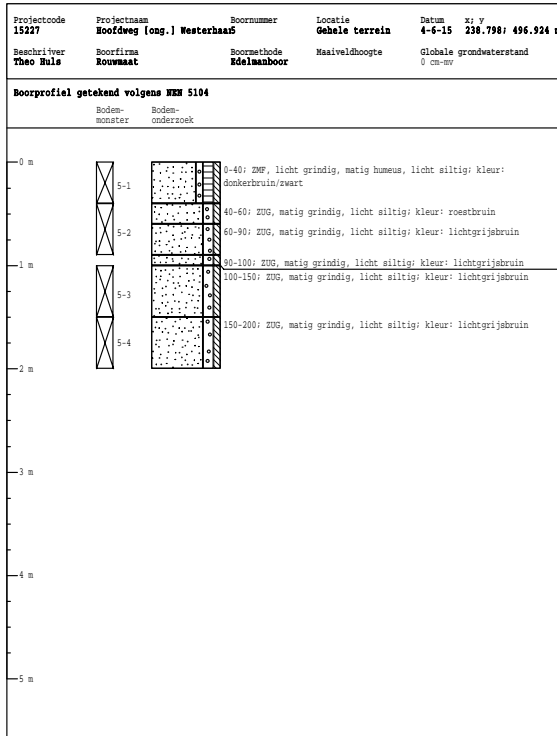 Projectcode Projectnaam Boornummer Locatie Datum x; y
15227 Hoofdweg [ong.] Westerhaar 5 Gehele terrein 4-6-15 238.798; 496.924
Beschrijver Boorfirma Boormethode Maaiveldhoogte Globale grondwaterstand
Theo Huls Rouwmaat Edelmanboor 0 cm-mv
Boorprofiel getekend volgens NEN 5104
Bodem- Bodem-
monster onderzoek
0 m
0-40; ZMF, licht grindig, matig humeus, licht siltig; kleur:
donkerbruin/zwart
5-1
40-60; ZUG, matig grindig, licht siltig; kleur: roestbruin
5-2
60-90; ZUG, matig grindig, licht siltig; kleur: lichtgrijsbruin
90-100; ZUG, matig grindig, licht siltig; kleur: lichtgrijsbruin
1 m
100-150; ZUG, matig grindig, licht siltig; kleur: lichtgrijsbruin
5-3
150-200; ZUG, matig grindig, licht siltig; kleur: lichtgrijsbruin
5-4
2 m
3 m
4 m
5 m